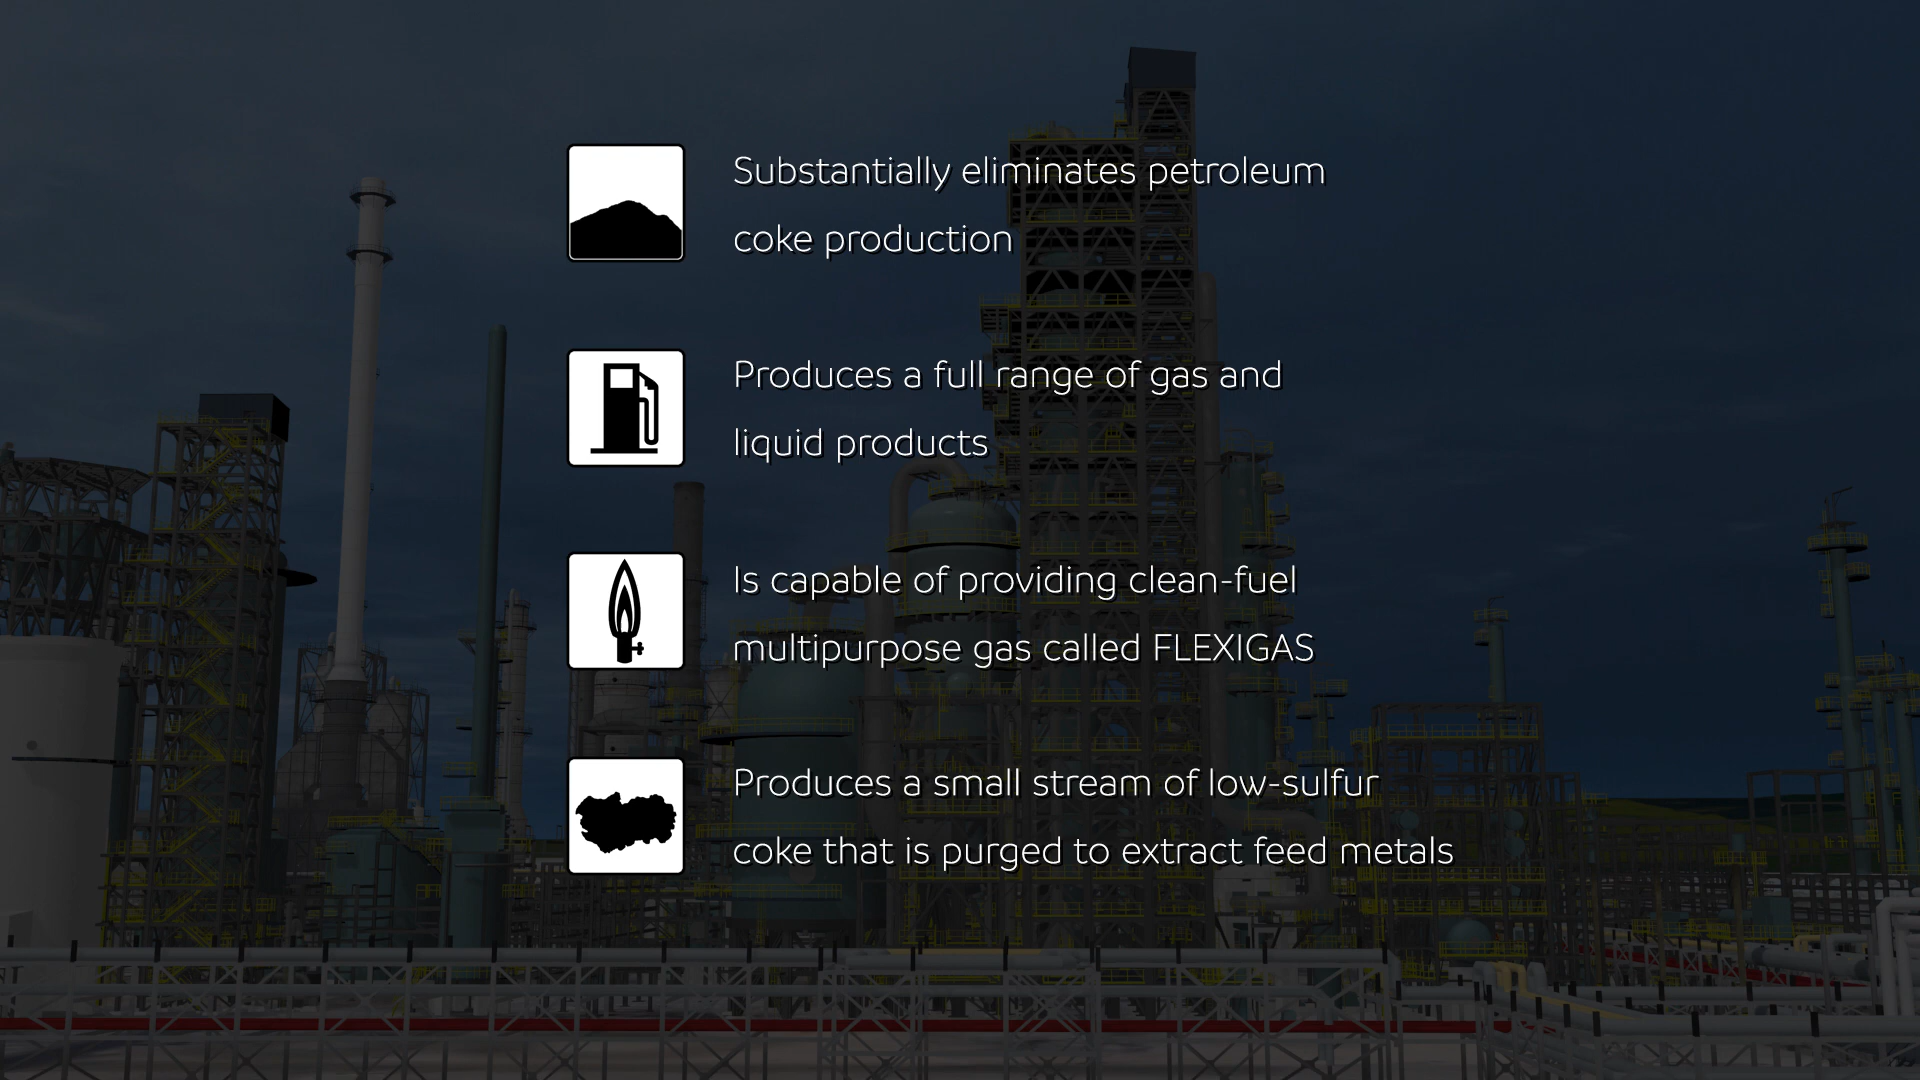 Substantially eliminates petroleum
coke production
Produces a full range of gas and
liquid products
Is capable of providing clean-fuel
multipurpose gas called FLEXIGAS
Produces a small stream of low-sulfur
coke that is purged to extract feed metals